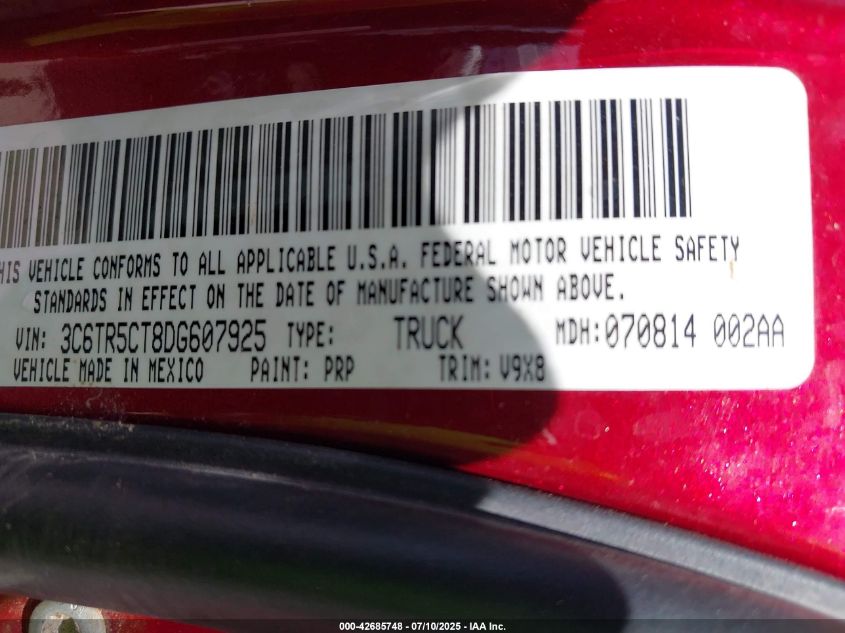 HIS VEHICLE CONFORMS TO ALL APPLICABLE U.S.A. FEDERAL MOTOR VEHICLE SAFETY
STANDARDS IN EFFECT ON THE DATE OF MANUFACTURE SHOWN ABOVE.
VIN: 3C6TR5CT8DG607925 TYPE: TRUCK MDH:070814 002AA
VEHICLE MADE IN MEXICO PAINT: PRP TRIM: V9X8
000-42685748 - 07/10/2025 - IAA Inc.